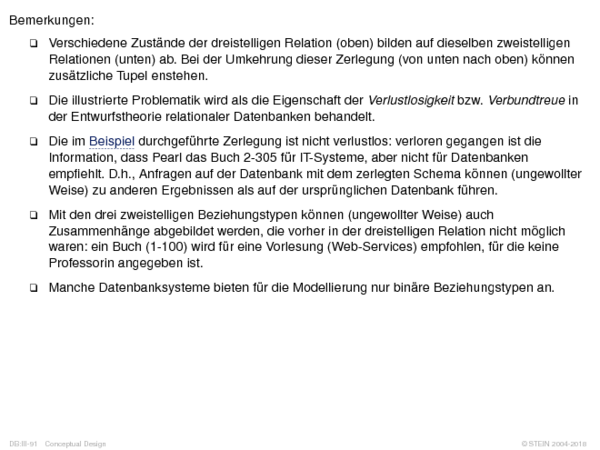 Bemerkungen:
❑ Verschiedene Zustände der dreistelligen Relation (oben) bilden auf dieselben zweistelligen
Relationen (unten) ab. Bei der Umkehrung dieser Zerlegung (von unten nach oben) können
zusätzliche Tupel enstehen.
❑ Die illustrierte Problematik wird als die Eigenschaft der Verlustlosigkeit bzw. Verbundtreue in
der Entwurfstheorie relationaler Datenbanken behandelt.
❑ Die im Beispiel durchgeführte Zerlegung ist nicht verlustlos: verloren gegangen ist die
Information, dass Pearl das Buch 2-305 für IT-Systeme, aber nicht für Datenbanken
empfiehlt. D.h., Anfragen auf der Datenbank mit dem zerlegten Schema können (ungewollter
Weise) zu anderen Ergebnissen als auf der ursprünglichen Datenbank führen.
❑ Mit den drei zweistelligen Beziehungstypen können (ungewollter Weise) auch
Zusammenhänge abgebildet werden, die vorher in der dreistelligen Relation nicht möglich
waren: ein Buch (1-100) wird für eine Vorlesung (Web-Services) empfohlen, für die keine
Professorin angegeben ist.
❑ Manche Datenbanksysteme bieten für die Modellierung nur binäre Beziehungstypen an.
DB:III-91 Conceptual Design © STEIN 2004-2018